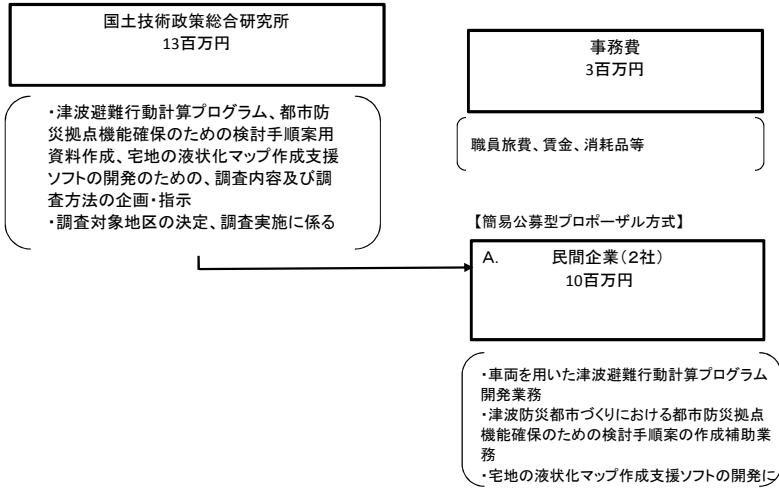 国土技術政策総合研究所
13百万円
・津波避難行動計算プログラム、都市防
災拠点機能確保のための検討手順案用
資料作成、宅地の液状化マップ作成支援
ソフトの開発のための、調査内容及び調
査方法の企画・指示
・調査対象地区の決定、調査実施に係る
事務費
3百万円
職員旅費、賃金、消耗品等
【簡易公募型プロポーザル方式】
A. 民間企業(2社)
10百万円
・車両を用いた津波避難行動計算プログラム
開発業務
・津波防災都市づくりにおける都市防災拠点
機能確保のための検討手順案の作成補助業
務
・宅地の液状化マップ作成支援ソフトの開発に